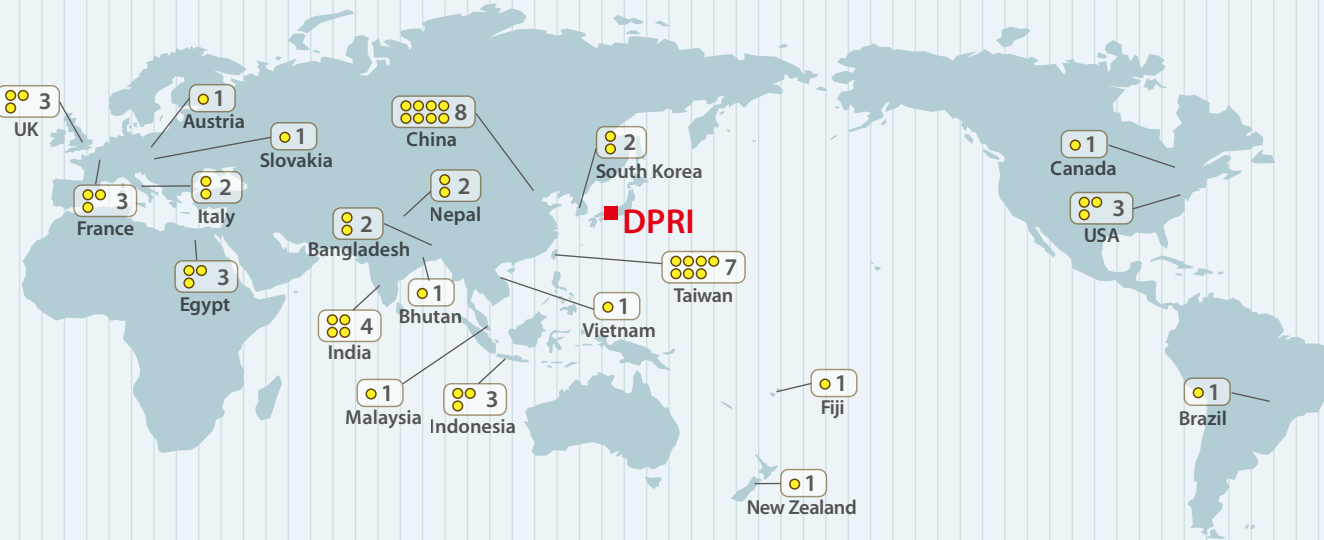 3
UK
1
Austria
1
Slovakia
8
China
2
South Korea
1
Canada
3
France
2
Italy
2
Nepal
3
USA
2
Bangladesh
DPRI
3
Egypt
7
Taiwan
1
Bhutan
1
Vietnam
4
India
1
Malaysia
3
Indonesia
1
Fiji
1
Brazil
1
New Zealand